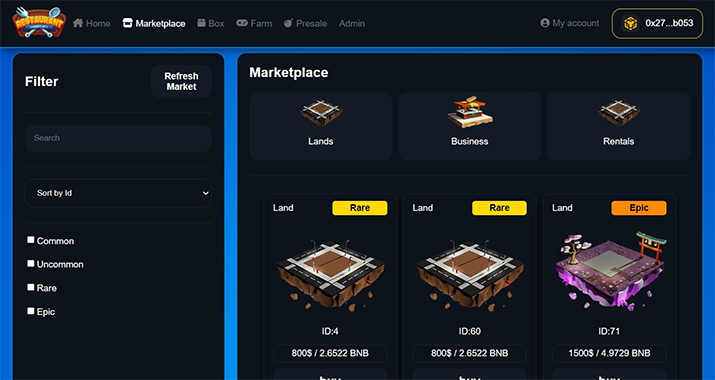 RESTAURANT
Home
Marketplace
Box
Farm
Presale
Admin
My account
0x27...b053
Filter
Refresh
Market
Search
Sort by Id
Common
Uncommon
Rare
Epic
Marketplace
Lands
Business
Rentals
Land
Rare
Land
Rare
Land
Epic
ID:4
ID:60
ID:71
800$ / 2.6522 BNB
800$ / 2.6522 BNB
1500$ / 4.9729 BNB